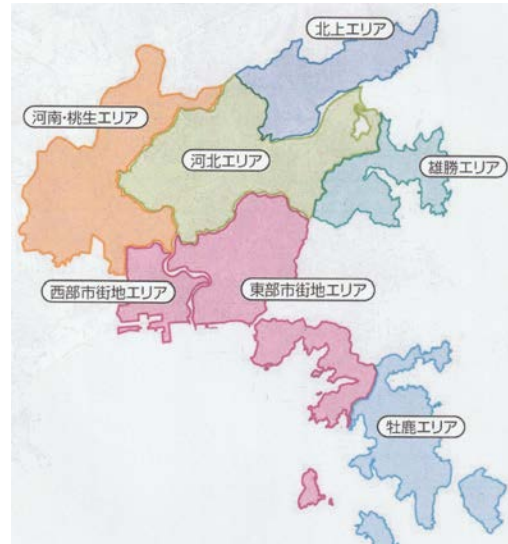 北上エリア
河南・桃生エリア
河北エリア
雄勝エリア
西部市街地エリア
東部市街地エリア
牡鹿エリア